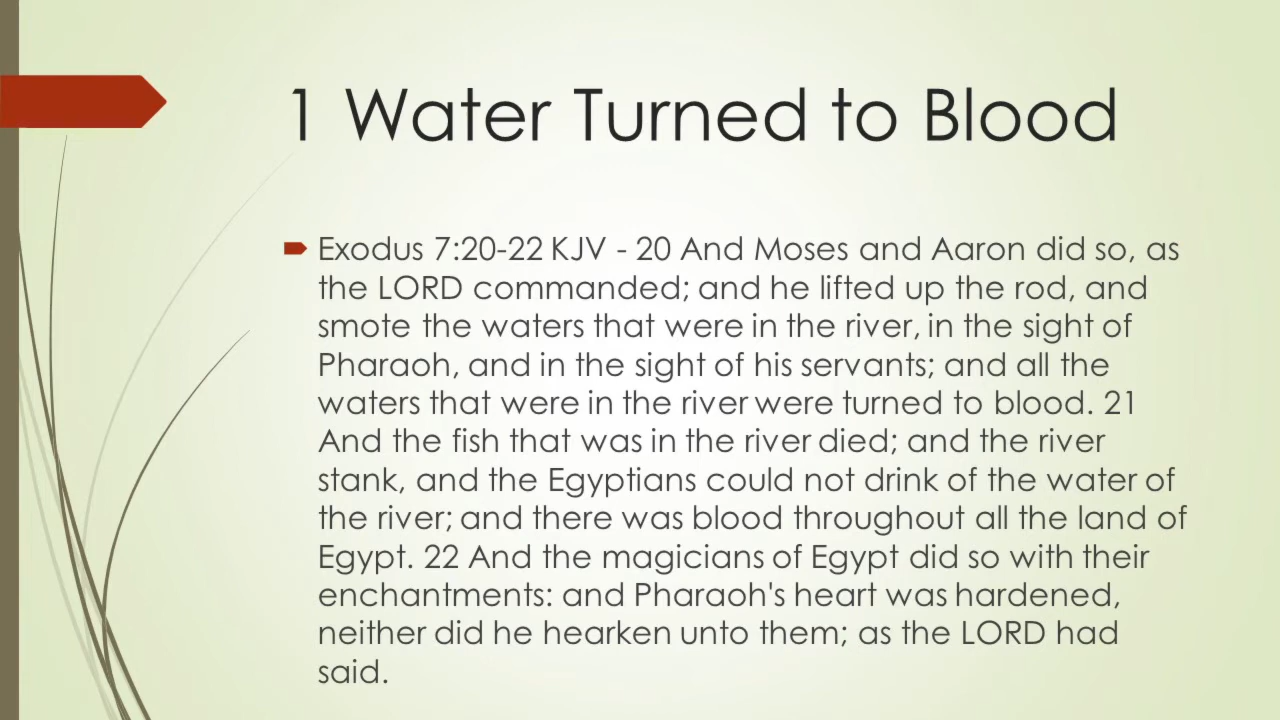 1 Water Turned to Blood
Exodus 7:20-22 KJV - 20 And Moses and Aaron did so, as
the LORD commanded; and he lifted up the rod, and
smote the waters that were in the river, in the sight of
Pharaoh, and in the sight of his servants; and all the
waters that were in the river were turned to blood. 21
And the fish that was in the river died; and the river
stank, and the Egyptians could not drink of the water of
the river; and there was blood throughout all the land of
Egypt. 22 And the magicians of Egypt did so with their
enchantments: and Pharaoh's heart was hardened,
neither did he hearken unto them; as the LORD had
said.